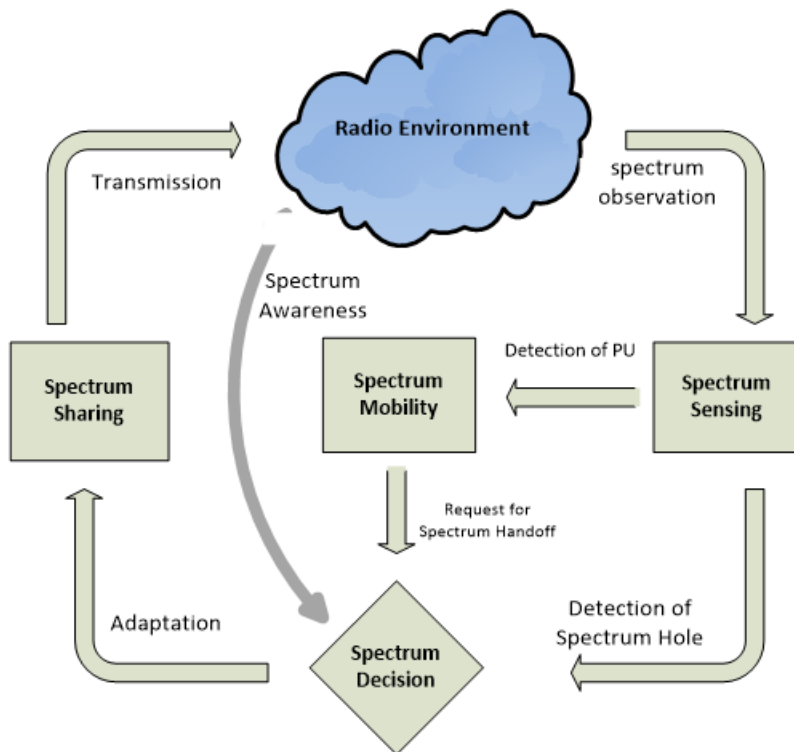 Radio Environment
Transmission
spectrum
observation
Spectrum
Awareness
Detection of PU
Spectrum
Sharing
Spectrum
Mobility
Spectrum
Sensing
Request for
Spectrum Handoff
Adaptation
Detection of
Spectrum Hole
Spectrum
Decision